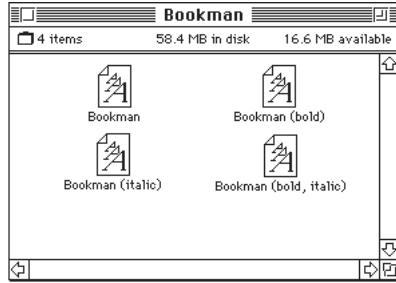 Bookman
4 items 58.4 MB in disk 16.6 MB available
Bookman Bookman (bold)
Bookman (italic) Bookman (bold, italic)